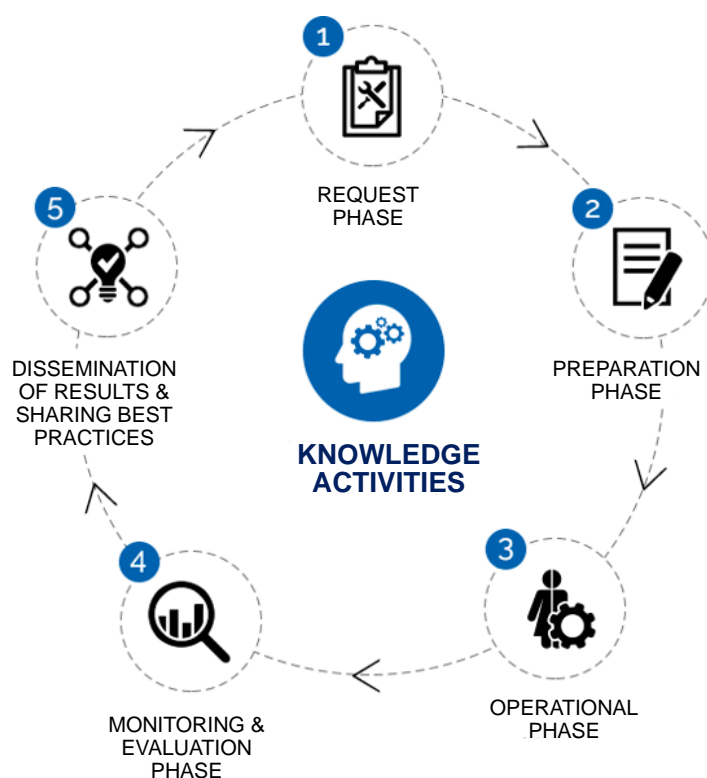 1
REQUEST
PHASE
2
PREPARATION
PHASE
3
OPERATIONAL
PHASE
4
MONITORING &
EVALUATION
PHASE
5
DISSEMINATION
OF RESULTS &
SHARING BEST
PRACTICES
KNOWLEDGE
ACTIVITIES